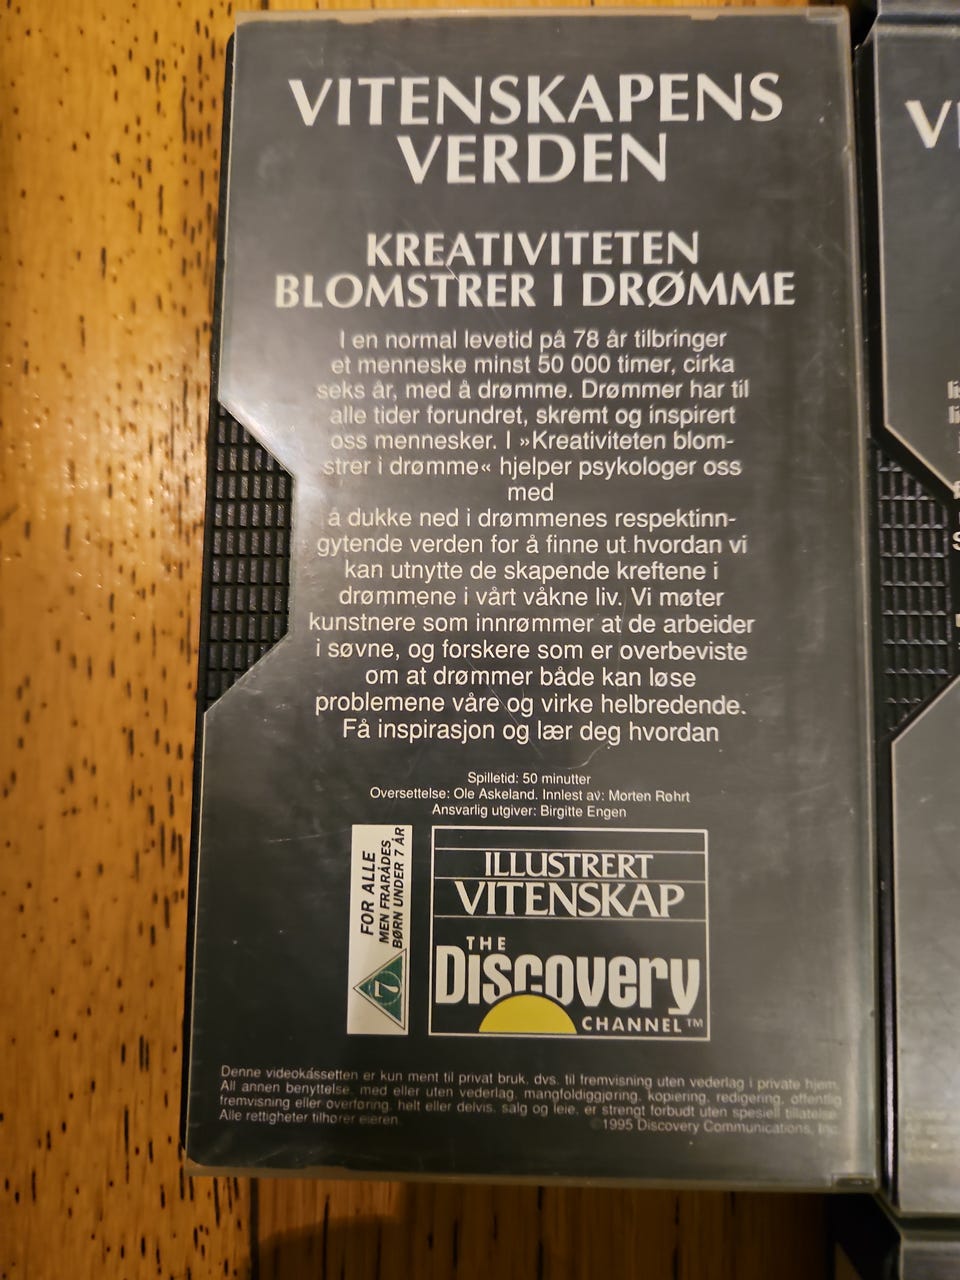 VITENSKAPENS
VERDEN
KREATIVITETEN
BLOMSTRER I DRØMME
I en normal levetid på 78 år tilbringer
et menneske minst 50 000 timer, cirka
seks år, med å drømme. Drømmer har til
alle tider forundret, skremt og inspirert
oss mennesker. I »Kreativiteten blom-
strer i drømme« hjelper psykologer oss
med
å dukke ned i drømmenes respektinn-
gytende verden for å finne ut hvordan vi
kan utnytte de skapende kreftene i
drømmene i vårt våkne liv. Vi møter
kunstnere som innrømmer at de arbeider
i søvne, og forskere som er overbeviste
om at drømmer både kan løse
problemene våre og virke helbredende.
Få inspirasjon og lær deg hvordan
Spilletid: 50 minutter
Oversettelse: Ole Askeland. Innlest av: Morten Røhrt
Ansvarlig utgiver: Birgitte Engen
FOR ALLE
MEN FRARÅDES
BØRN UNDER 7 ÅR
7
ILLUSTRERT
VITENSKAP
THE
Discovery
CHANNEL™
Denne videokassetten er kun ment til privat bruk, dvs. til fremvisning uten vederlag i private hjem.
All annen benyttelse, med eller uten vederlag, mangfoldiggjøring, kopiering, redigering, offentlig
fremvisning eller overføring, helt eller delvis, salg og leie, er strengt forbudt uten spesiell tillatelse.
Alle rettigheter tilhører eieren. ©1995 Discovery Communications, Inc.